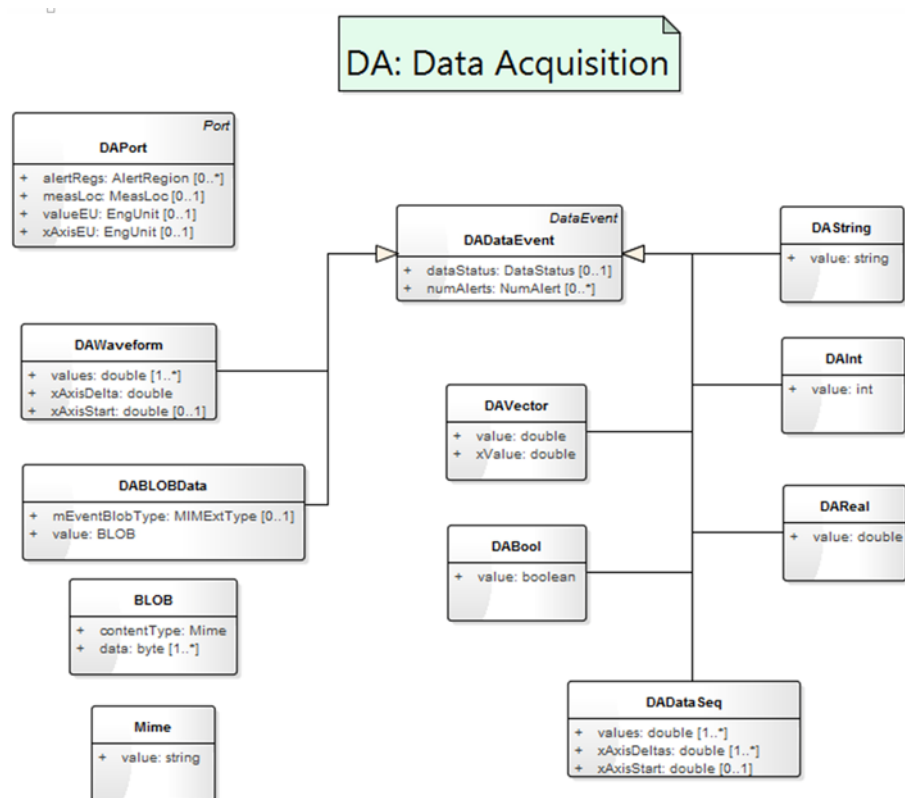 DA: Data Acquisition
Port
DAPort
+ alertRegs: AlertRegion [0..*]
+ measLoc: MeasLoc [0..1]
+ valueEU: EngUnit [0..1]
+ xAxisEU: EngUnit [0..1]
DataEvent
DADataEvent
+ dataStatus: DataStatus [0..1]
+ numAlerts: NumAlert [0..*]
DAString
+ value: string
DAWaveform
+ values: double [1..*]
+ xAxisDelta: double
+ xAxisStart: double [0..1]
DAInt
+ value: int
DAVector
+ value: double
+ xValue: double
DABLOBData
+ mEventBlobType: MIMExtType [0..1]
+ value: BLOB
DAReal
+ value: double
DABool
+ value: boolean
BLOB
+ contentType: Mime
+ data: byte [1..*]
DADataSeq
+ values: double [1..*]
+ xAxisDeltas: double [1..*]
+ xAxisStart: double [0..1]
Mime
+ value: string